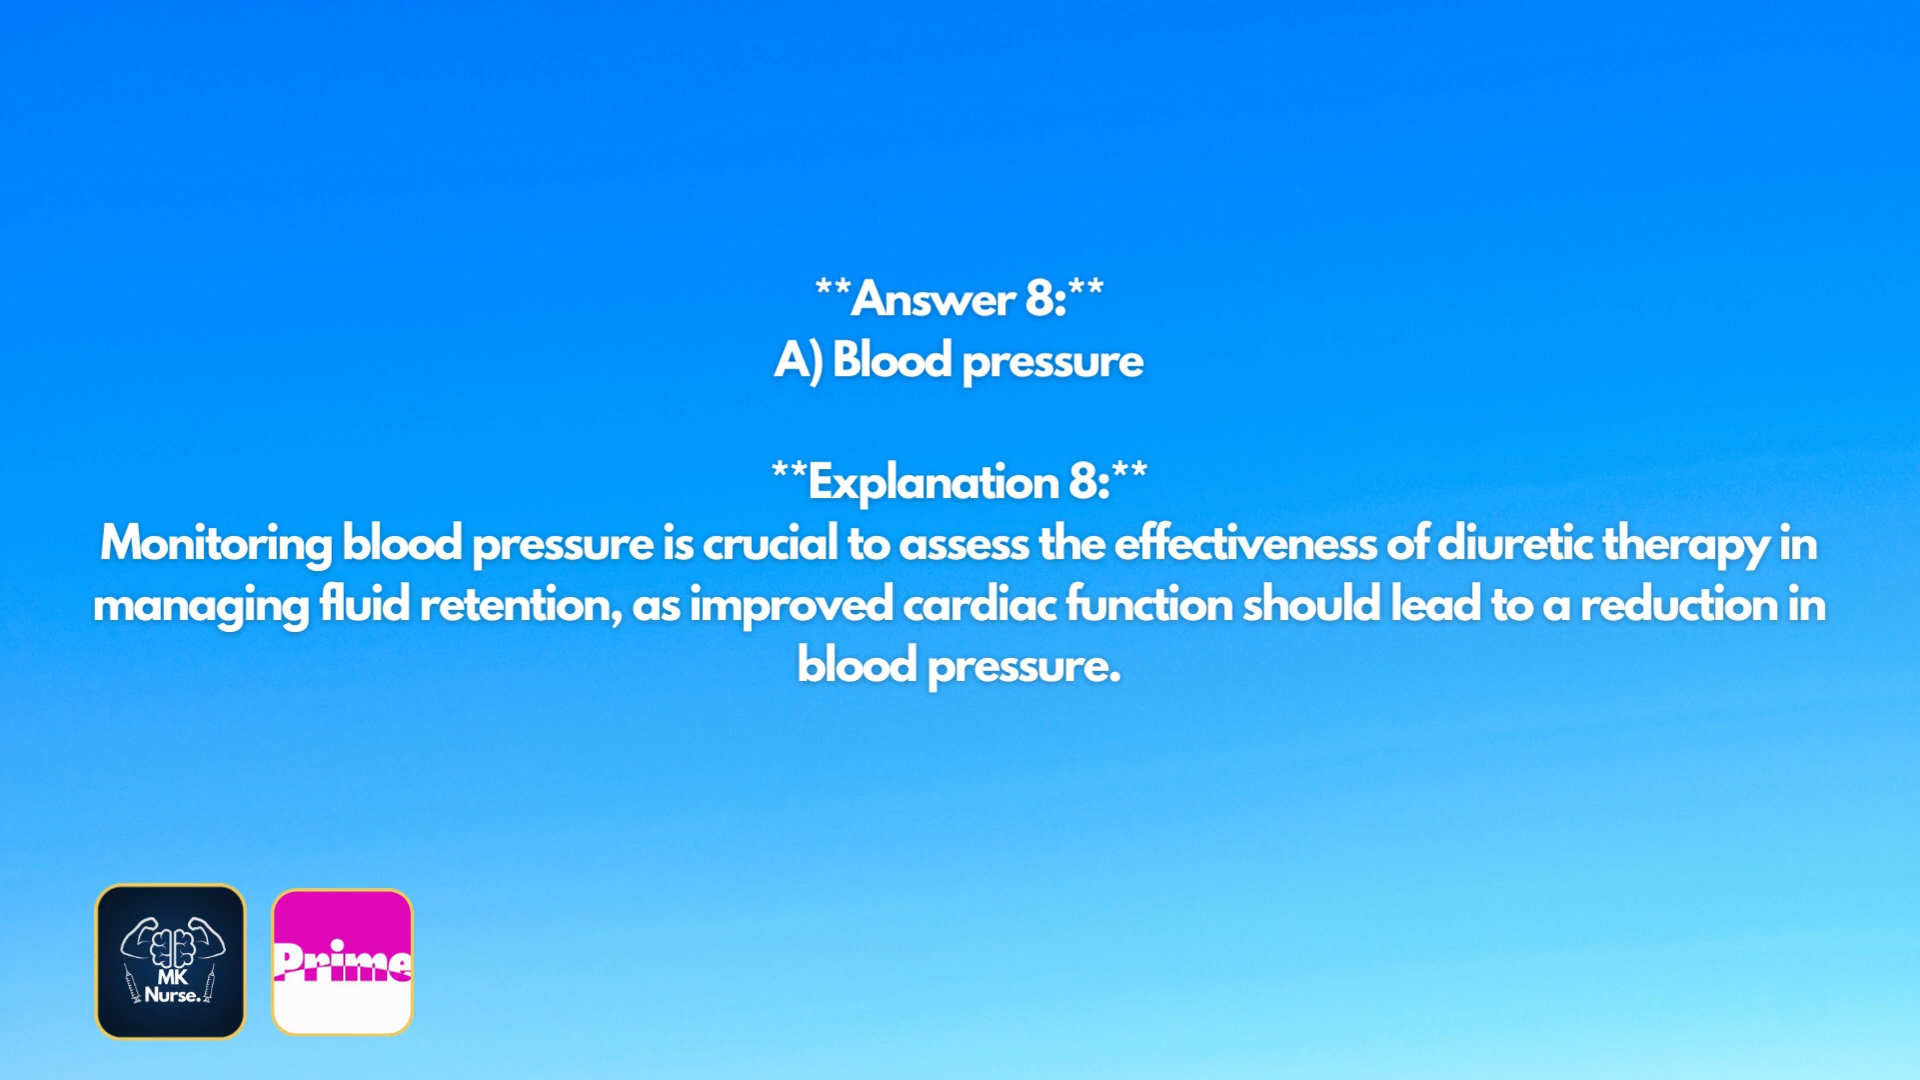 **Answer 8:**
A) Blood pressure
**Explanation 8:**
Monitoring blood pressure is crucial to assess the effectiveness of diuretic therapy in
managing fluid retention, as improved cardiac function should lead to a reduction in
blood pressure.
MK
Nurse.
Prime